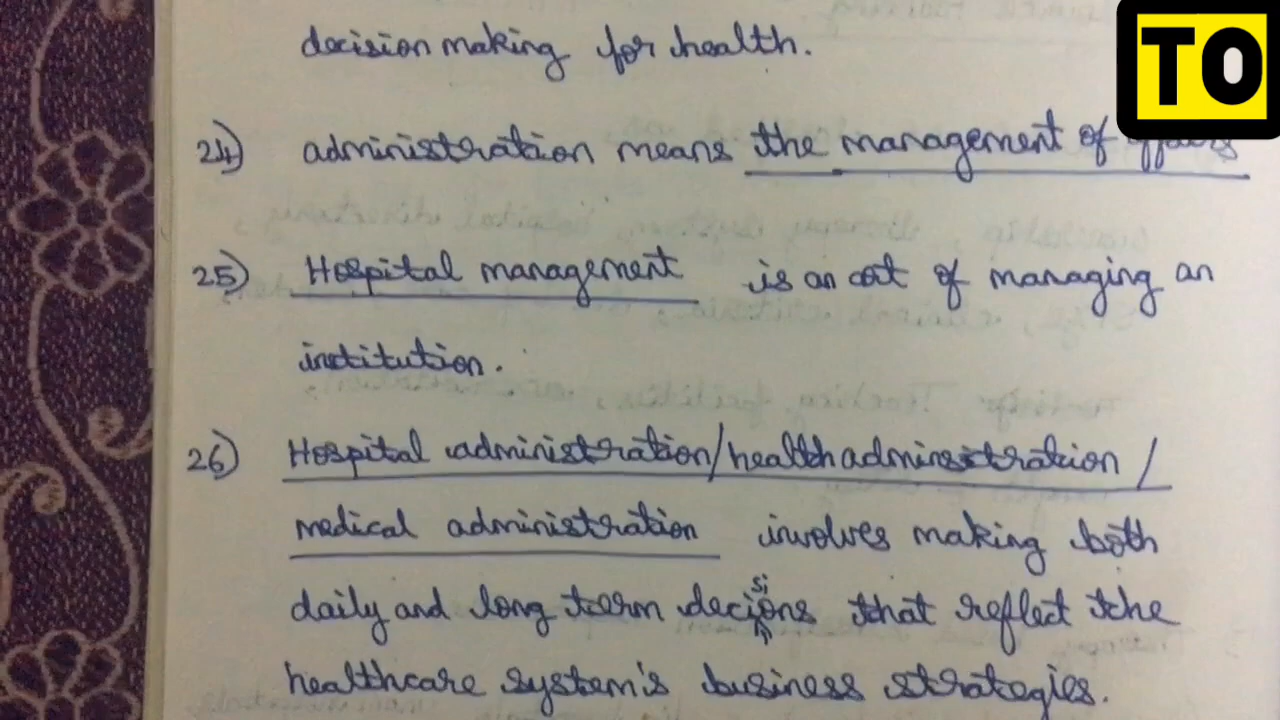 TO
decision making for health.
24) administration means the management of affairs
25) Hospital management is an art of managing an
institution.
26) Hospital administration/health administration/
medical administration involves making both
daily and long term decisions that reflect the
healthcare system's business strategies.